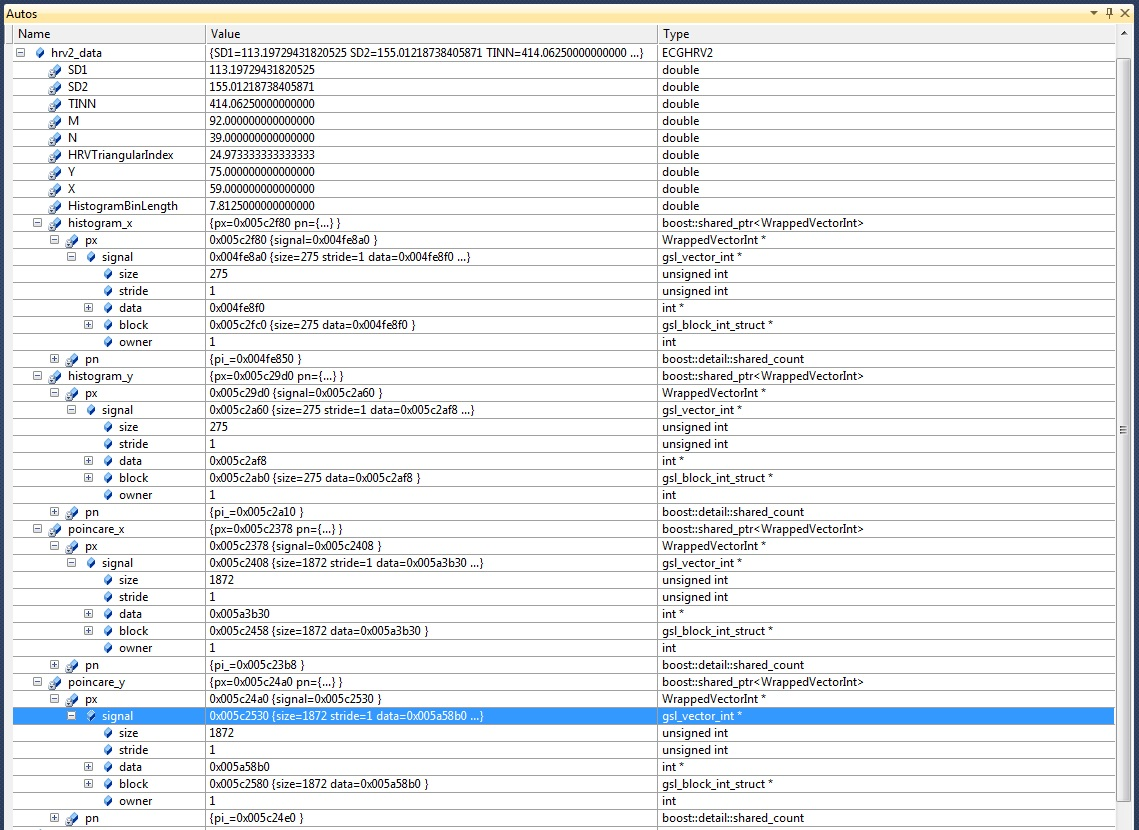 Autos
Name Value Type
hrv2_data {SD1=113.19729431820525 SD2=155.01218738405871 TINN=414.06250000000000 ...} ECGHRV2
SD1 113.19729431820525 double
SD2 155.01218738405871 double
TINN 414.06250000000000 double
M 92.000000000000000 double
N 39.000000000000000 double
HRVTriangularIndex 24.973333333333333 double
Y 75.000000000000000 double
X 59.000000000000000 double
HistogramBinLength 7.8125000000000000 double
histogram_x {px=0x005c2f80 pn={...} } boost::shared_ptr<WrappedVectorInt>
px 0x005c2f80 {signal=0x004fe8a0 } WrappedVectorInt *
signal 0x004fe8a0 {size=275 stride=1 data=0x004fe8f0 ...} gsl_vector_int *
size 275 unsigned int
stride 1 unsigned int
data 0x004fe8f0 int *
block 0x005c2fc0 {size=275 data=0x004fe8f0 } gsl_block_int_struct *
owner 1 int
pn {pi_=0x004fe850 } boost::detail::shared_count
histogram_y {px=0x005c29d0 pn={...} } boost::shared_ptr<WrappedVectorInt>
px 0x005c29d0 {signal=0x005c2a60 } WrappedVectorInt *
signal 0x005c2a60 {size=275 stride=1 data=0x005c2af8 ...} gsl_vector_int *
size 275 unsigned int
stride 1 unsigned int
data 0x005c2af8 int *
block 0x005c2ab0 {size=275 data=0x005c2af8 } gsl_block_int_struct *
owner 1 int
pn {pi_=0x005c2a10 } boost::detail::shared_count
poincare_x {px=0x005c2378 pn={...} } boost::shared_ptr<WrappedVectorInt>
px 0x005c2378 {signal=0x005c2408 } WrappedVectorInt *
signal 0x005c2408 {size=1872 stride=1 data=0x005a3b30 ...} gsl_vector_int *
size 1872 unsigned int
stride 1 unsigned int
data 0x005a3b30 int *
block 0x005c2458 {size=1872 data=0x005a3b30 } gsl_block_int_struct *
owner 1 int
pn {pi_=0x005c23b8 } boost::detail::shared_count
poincare_y {px=0x005c24a0 pn={...} } boost::shared_ptr<WrappedVectorInt>
px 0x005c24a0 {signal=0x005c2530 } WrappedVectorInt *
signal 0x005c2530 {size=1872 stride=1 data=0x005a58b0 ...} gsl_vector_int *
size 1872 unsigned int
stride 1 unsigned int
data 0x005a58b0 int *
block 0x005c2580 {size=1872 data=0x005a58b0 } gsl_block_int_struct *
owner 1 int
pn {pi_=0x005c24e0 } boost::detail::shared_count